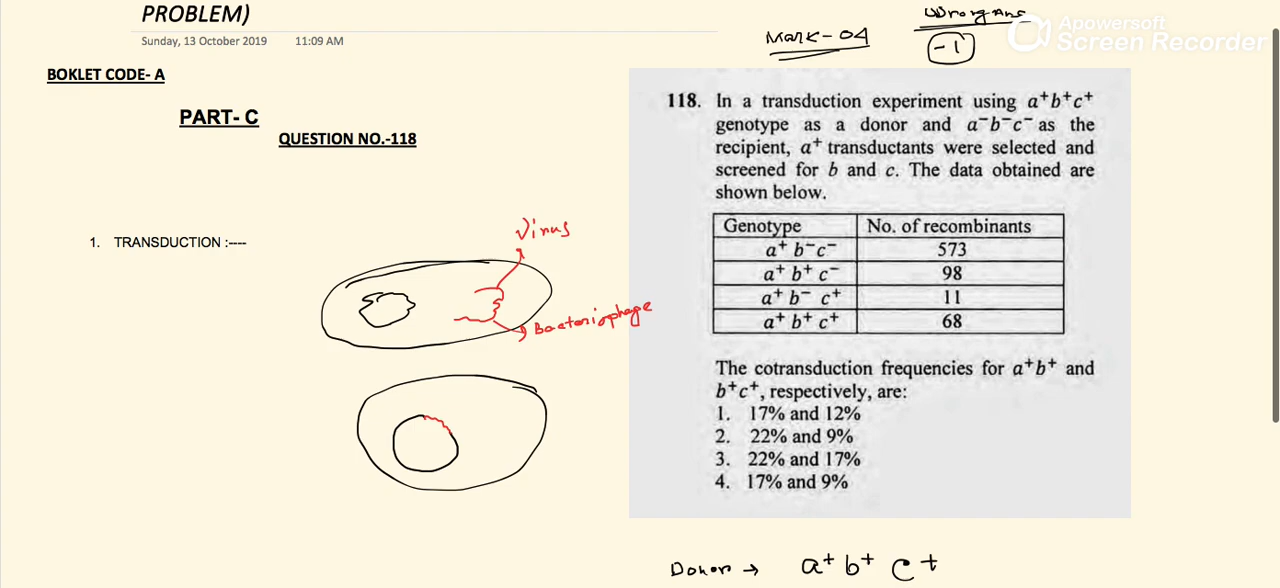 PROBLEM)
Sunday, 13 October 2019 11:09 AM
Mark - 04
Wrong Ans
-1
Apowersoft
Screen Recorder
BOKLET CODE- A
PART- C
QUESTION NO.-118
1. TRANSDUCTION :----
Virus
Bacteriophage
118. In a transduction experiment using a⁺b⁺c⁺
genotype as a donor and a⁻b⁻c⁻ as the
recipient, a⁺ transductants were selected and
screened for b and c. The data obtained are
shown below.
Genotype No. of recombinants
a⁺ b⁻c⁻ 573
a⁺ b⁺ c⁻ 98
a⁺ b⁻ c⁺ 11
a⁺ b⁺ c⁺ 68
The cotransduction frequencies for a⁺b⁺ and
b⁺c⁺, respectively, are:
1. 17% and 12%
2. 22% and 9%
3. 22% and 17%
4. 17% and 9%
Donor → a⁺ b⁺ c⁺